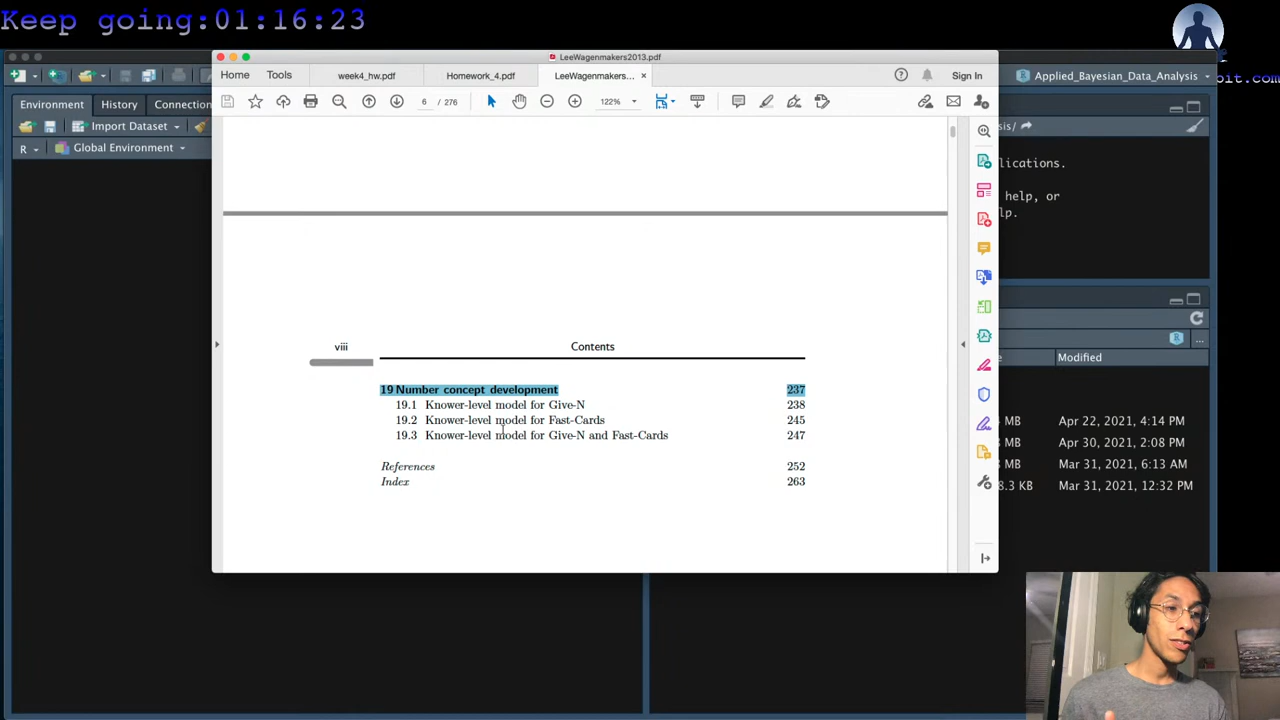 Keep going:01:16:23
LeeWagenmakers2013.pdf
Home Tools week4_hw.pdf Homework_4.pdf LeeWagenmakers... × Sign In
Applied_Bayesian_Data_Analysis
oit.com
Environment History Connection
6 / 276 122%
Import Dataset
R Global Environment
sis/
lications.
help, or
lp.
viii Contents
19 Number concept development 237
19.1 Knower-level model for Give-N 238
19.2 Knower-level model for Fast-Cards 245
19.3 Knower-level model for Give-N and Fast-Cards 247
References 252
Index 263
Modified
Apr 22, 2021, 4:14 PM
MB Apr 30, 2021, 2:08 PM
MB Mar 31, 2021, 6:13 AM
8.3 KB Mar 31, 2021, 12:32 PM